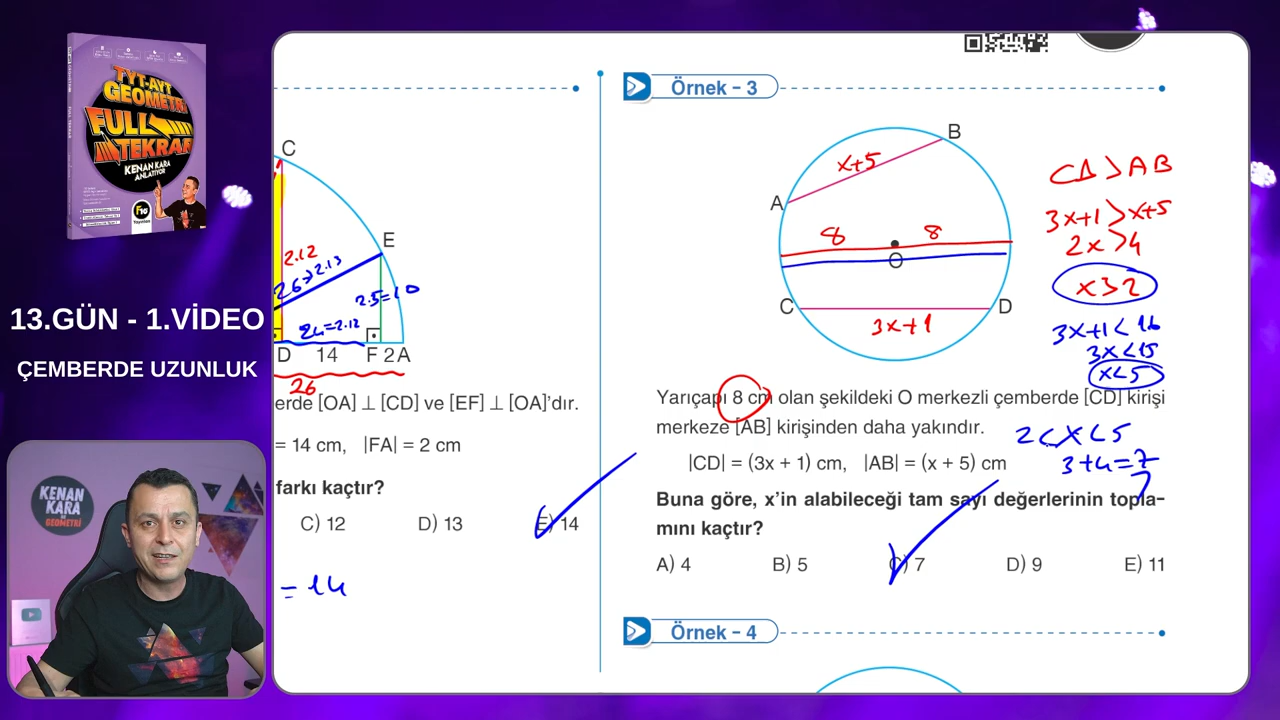 TYT-AYT
GEOMETRİ
FULL
TEKRAR
KENAN KARA
ANLATIYOR
F10
13.GÜN - 1.VİDEO
ÇEMBERDE UZUNLUK
KENAN
KARA
ile
GEOMETRİ
C
E
2.12
26=2.13
2.5=10
24=2.12
D 14 F 2 A
26
erde [OA] ⊥ [CD] ve [EF] ⊥ [OA]'dır.
= 14 cm, |FA| = 2 cm
farkı kaçtır?
C) 12 D) 13 E) 14
= 14
Örnek – 3
B
x+5
A
8 8
O
C D
3x+1
CD > AB
3x+1 > x+5
2x > 4
x > 2
3x+1 < 16
3x < 15
x < 5
Yarıçapı 8 cm olan şekildeki O merkezli çemberde [CD] kirişi
merkeze [AB] kirişinden daha yakındır.
2 < x < 5
|CD| = (3x + 1) cm, |AB| = (x + 5) cm
3+4=7
Buna göre, x'in alabileceği tam sayı değerlerinin topla-
mını kaçtır?
A) 4 B) 5 C) 7 D) 9 E) 11
Örnek – 4